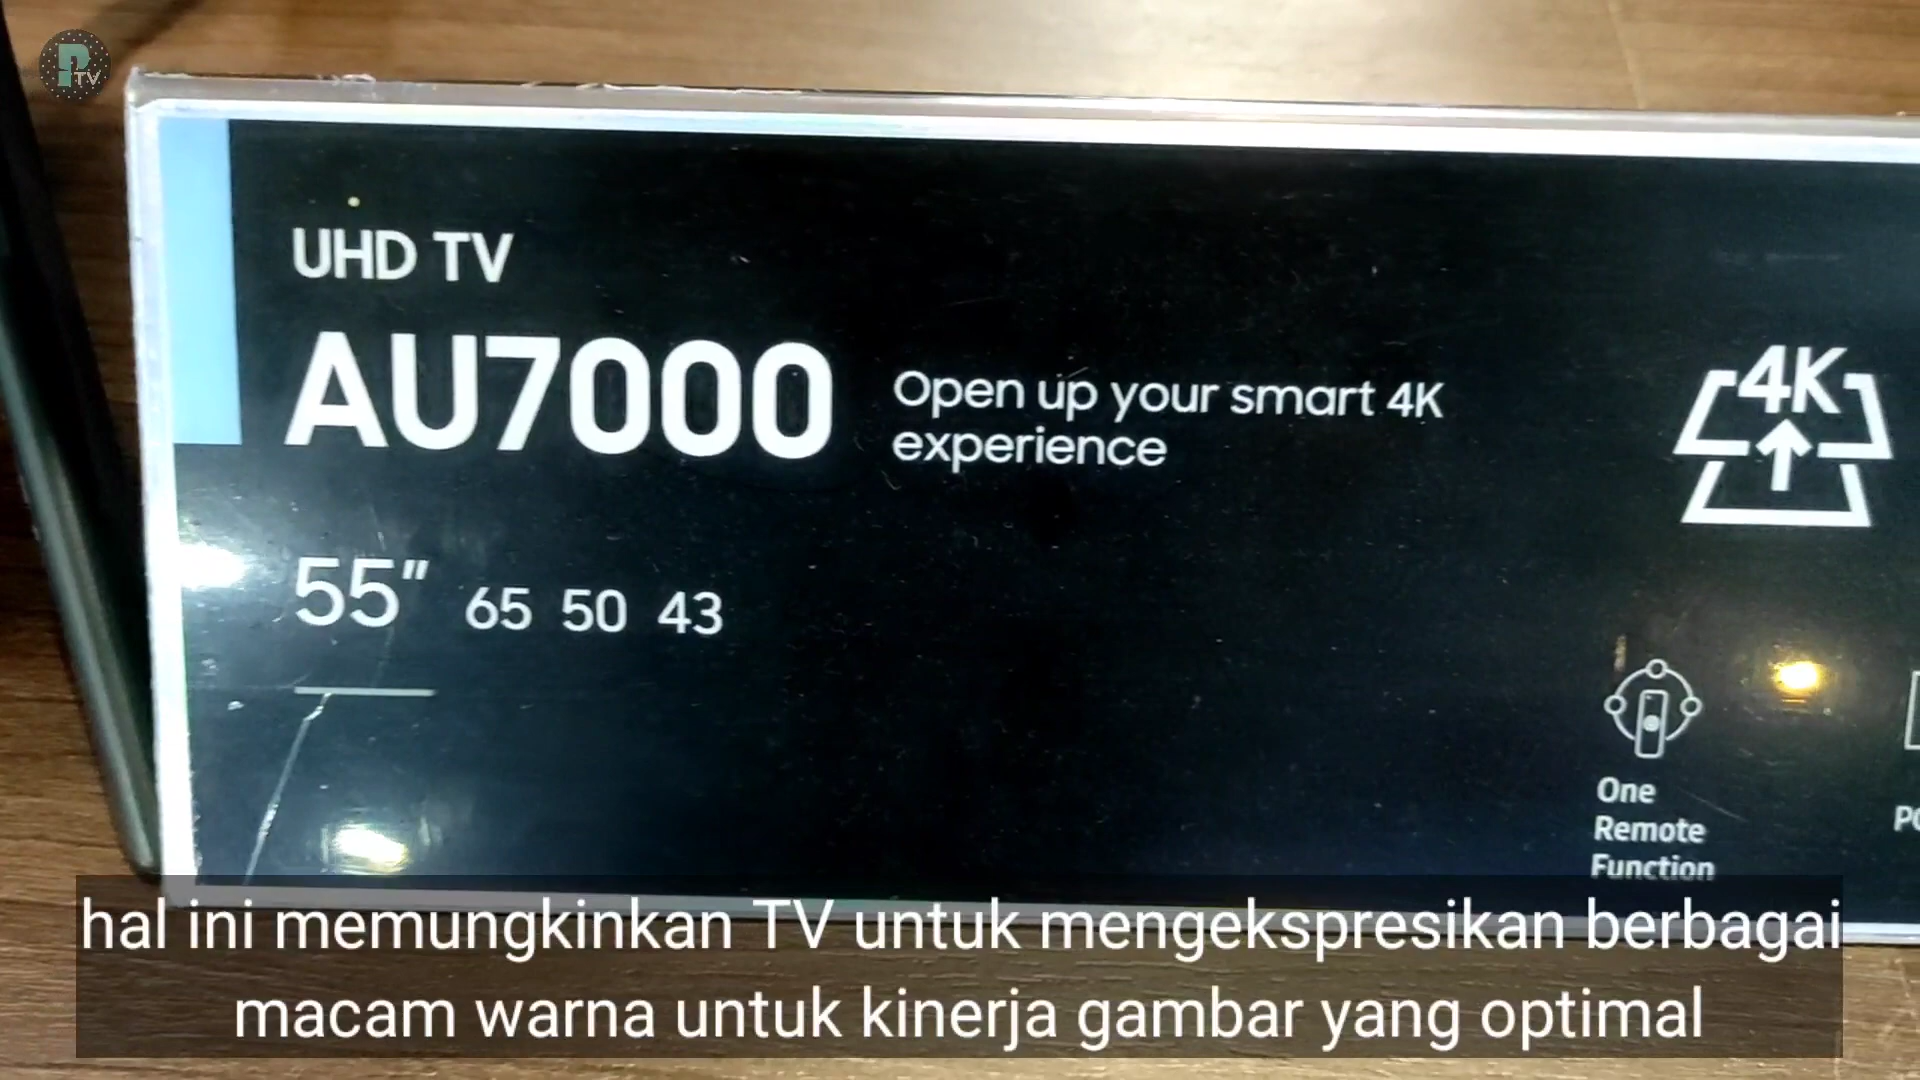 PTV
UHD TV
AU7000
Open up your smart 4K
experience
4K
55" 65 50 43
One
Remote
Function
hal ini memungkinkan TV untuk mengekspresikan berbagai
macam warna untuk kinerja gambar yang optimal